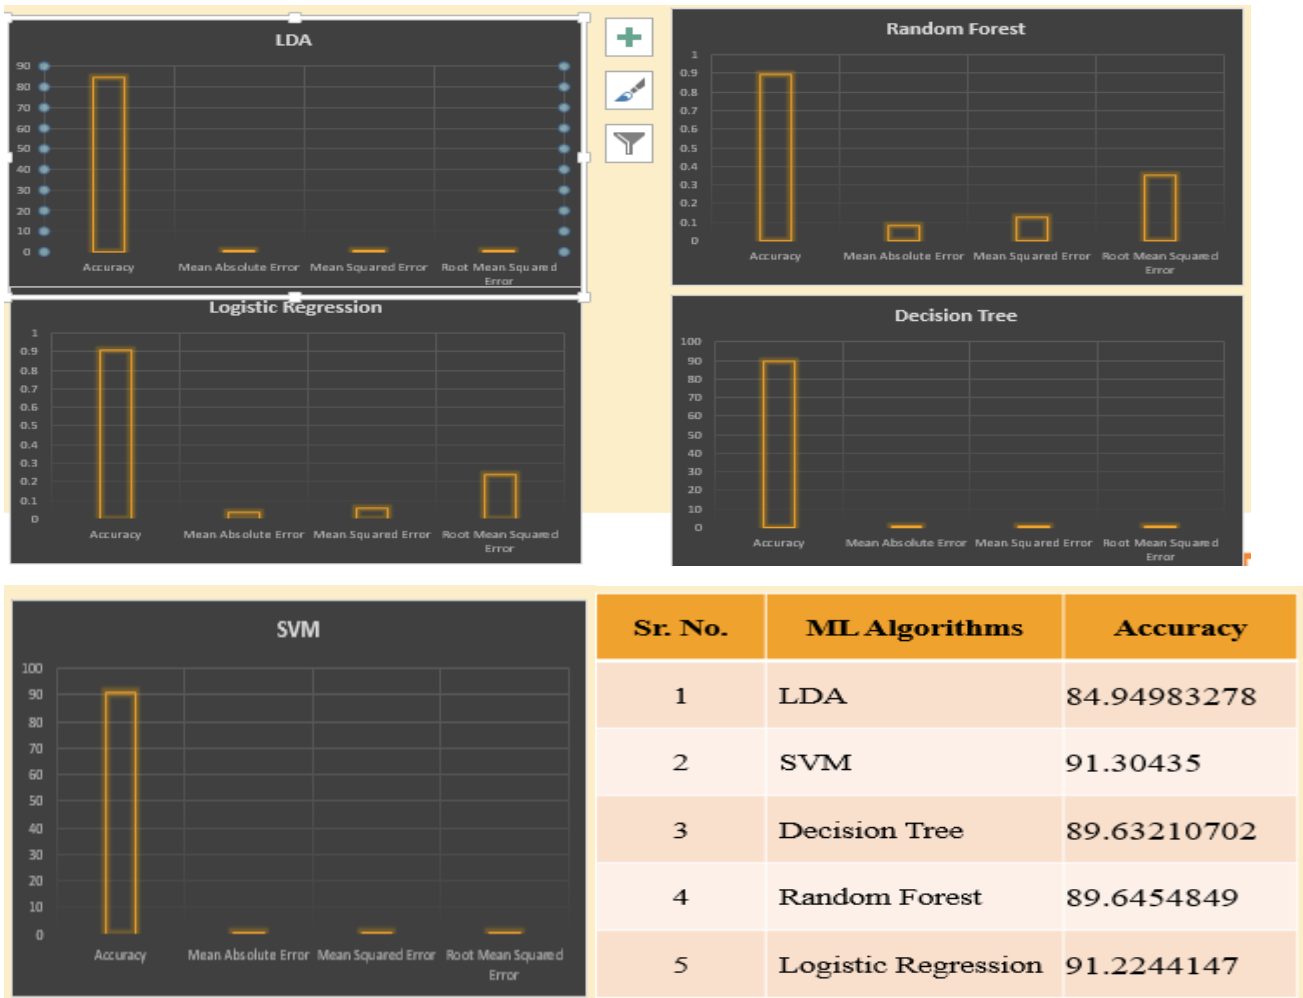 LDA
90
80
70
60
50
40
30
20
10
0
Accuracy Mean Absolute Error Mean Squared Error Root Mean Squared
Error
Random Forest
1
0.9
0.8
0.7
0.6
0.5
0.4
0.3
0.2
0.1
0
Accuracy Mean Absolute Error Mean Squared Error Root Mean Squared
Error
Logistic Regression
1
0.9
0.8
0.7
0.6
0.5
0.4
0.3
0.2
0.1
0
Accuracy Mean Absolute Error Mean Squared Error Root Mean Squared
Error
Decision Tree
100
90
80
70
60
50
40
30
20
10
0
Accuracy Mean Absolute Error Mean Squared Error Root Mean Squared
Error
SVM
100
90
80
70
60
50
40
30
20
10
0
Accuracy Mean Absolute Error Mean Squared Error Root Mean Squared
Error
Sr. No. ML Algorithms Accuracy
1 LDA 84.94983278
2 SVM 91.30435
3 Decision Tree 89.63210702
4 Random Forest 89.6454849
5 Logistic Regression 91.2244147